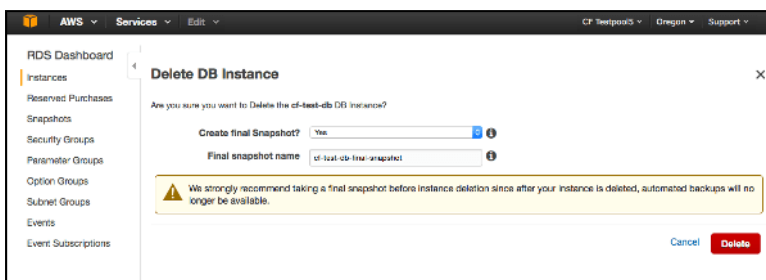 AWS Services Edit CF Testpool5 Oregon Support
RDS Dashboard
Instances
Reserved Purchases
Snapshots
Security Groups
Parameter Groups
Option Groups
Subnet Groups
Events
Event Subscriptions
Delete DB Instance
Are you sure you want to Delete the cf-test-db DB Instance?
Create final Snapshot? Yes
Final snapshot name cf-test-db-final-snapshot
We strongly recommend taking a final snapshot before instance deletion since after your instance is deleted, automated backups will no
longer be available.
Cancel Delete